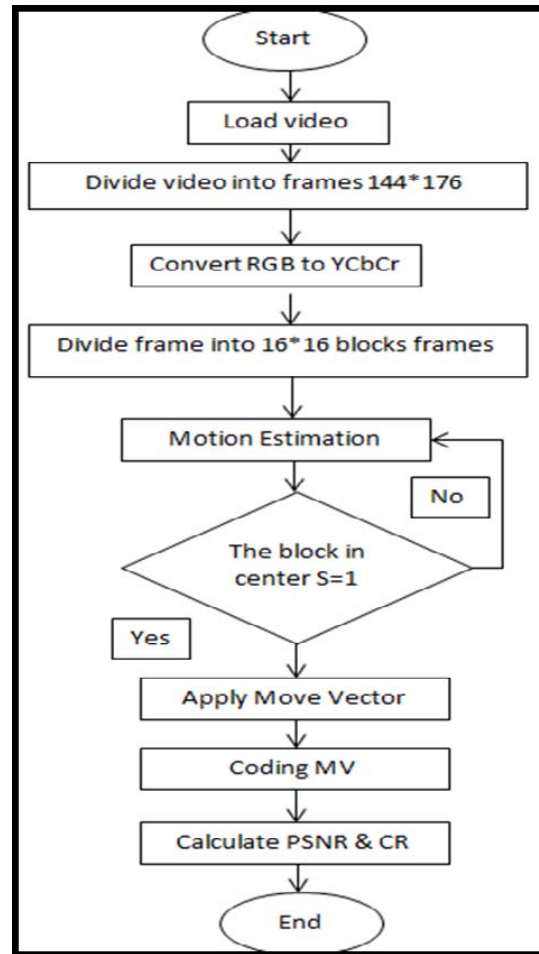 Start
Load video
Divide video into frames 144*176
Convert RGB to YCbCr
Divide frame into 16*16 blocks frames
Motion Estimation
No
The block in
center S=1
Yes
Apply Move Vector
Coding MV
Calculate PSNR & CR
End